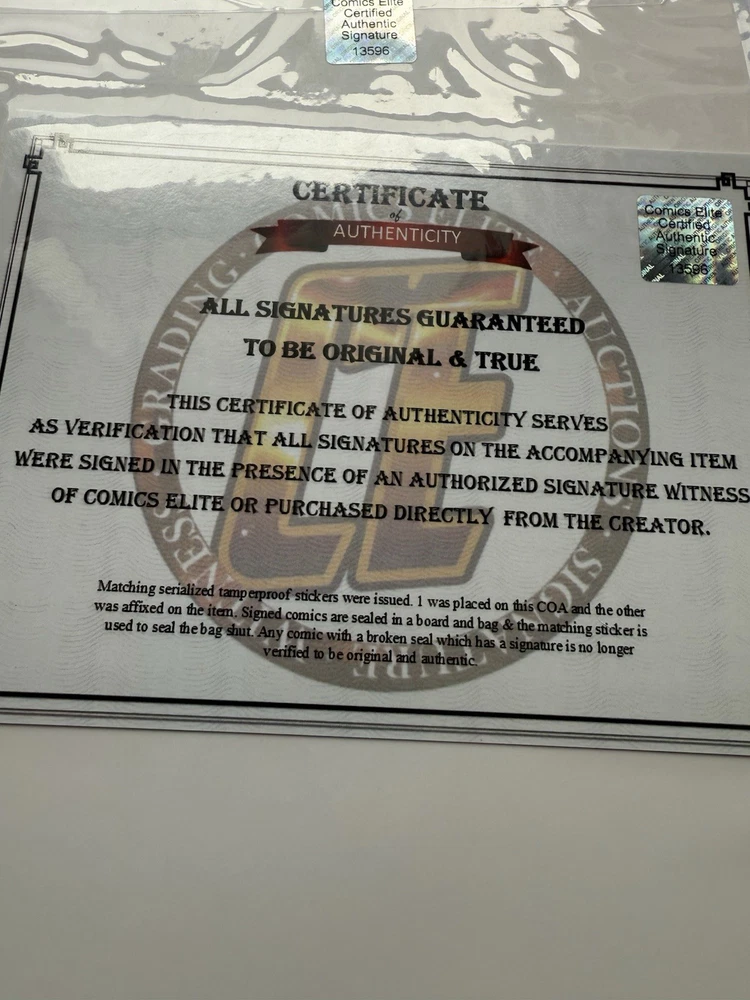 Comics Elite
Certified
Authentic
Signature
13596
CERTIFICATE
of
AUTHENTICITY
Comics Elite
Certified
Authentic
Signature
13596
ALL SIGNATURES GUARANTEED
TO BE ORIGINAL & TRUE
THIS CERTIFICATE OF AUTHENTICITY SERVES
AS VERIFICATION THAT ALL SIGNATURES ON THE ACCOMPANYING ITEM
WERE SIGNED IN THE PRESENCE OF AN AUTHORIZED SIGNATURE WITNESS
OF COMICS ELITE OR PURCHASED DIRECTLY FROM THE CREATOR.
Matching serialized tamperproof stickers were issued. 1 was placed on this COA and the other
was affixed on the item. Signed comics are sealed in a board and bag & the matching sticker is
used to seal the bag shut. Any comic with a broken seal which has a signature is no longer
verified to be original and authentic.
CE
COMICS ELITE